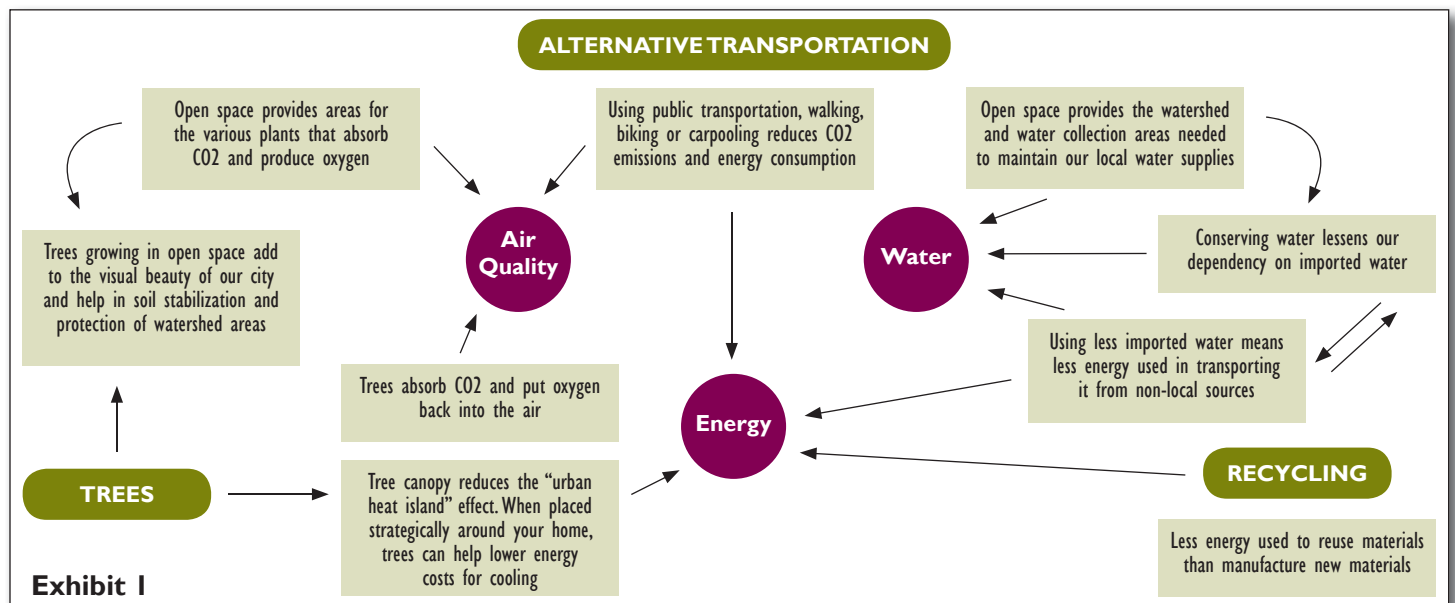 ALTERNATIVE TRANSPORTATION
Open space provides areas for
the various plants that absorb
CO2 and produce oxygen
Using public transportation, walking,
biking or carpooling reduces CO2
emissions and energy consumption
Open space provides the watershed
and water collection areas needed
to maintain our local water supplies
Trees growing in open space add
to the visual beauty of our city
and help in soil stabilization and
protection of watershed areas
Air
Quality
Water
Conserving water lessens our
dependency on imported water
Trees absorb CO2 and put oxygen
back into the air
Energy
Using less imported water means
less energy used in transporting
it from non-local sources
TREES
Tree canopy reduces the “urban
heat island” effect. When placed
strategically around your home,
trees can help lower energy
costs for cooling
RECYCLING
Less energy used to reuse materials
than manufacture new materials
Exhibit 1